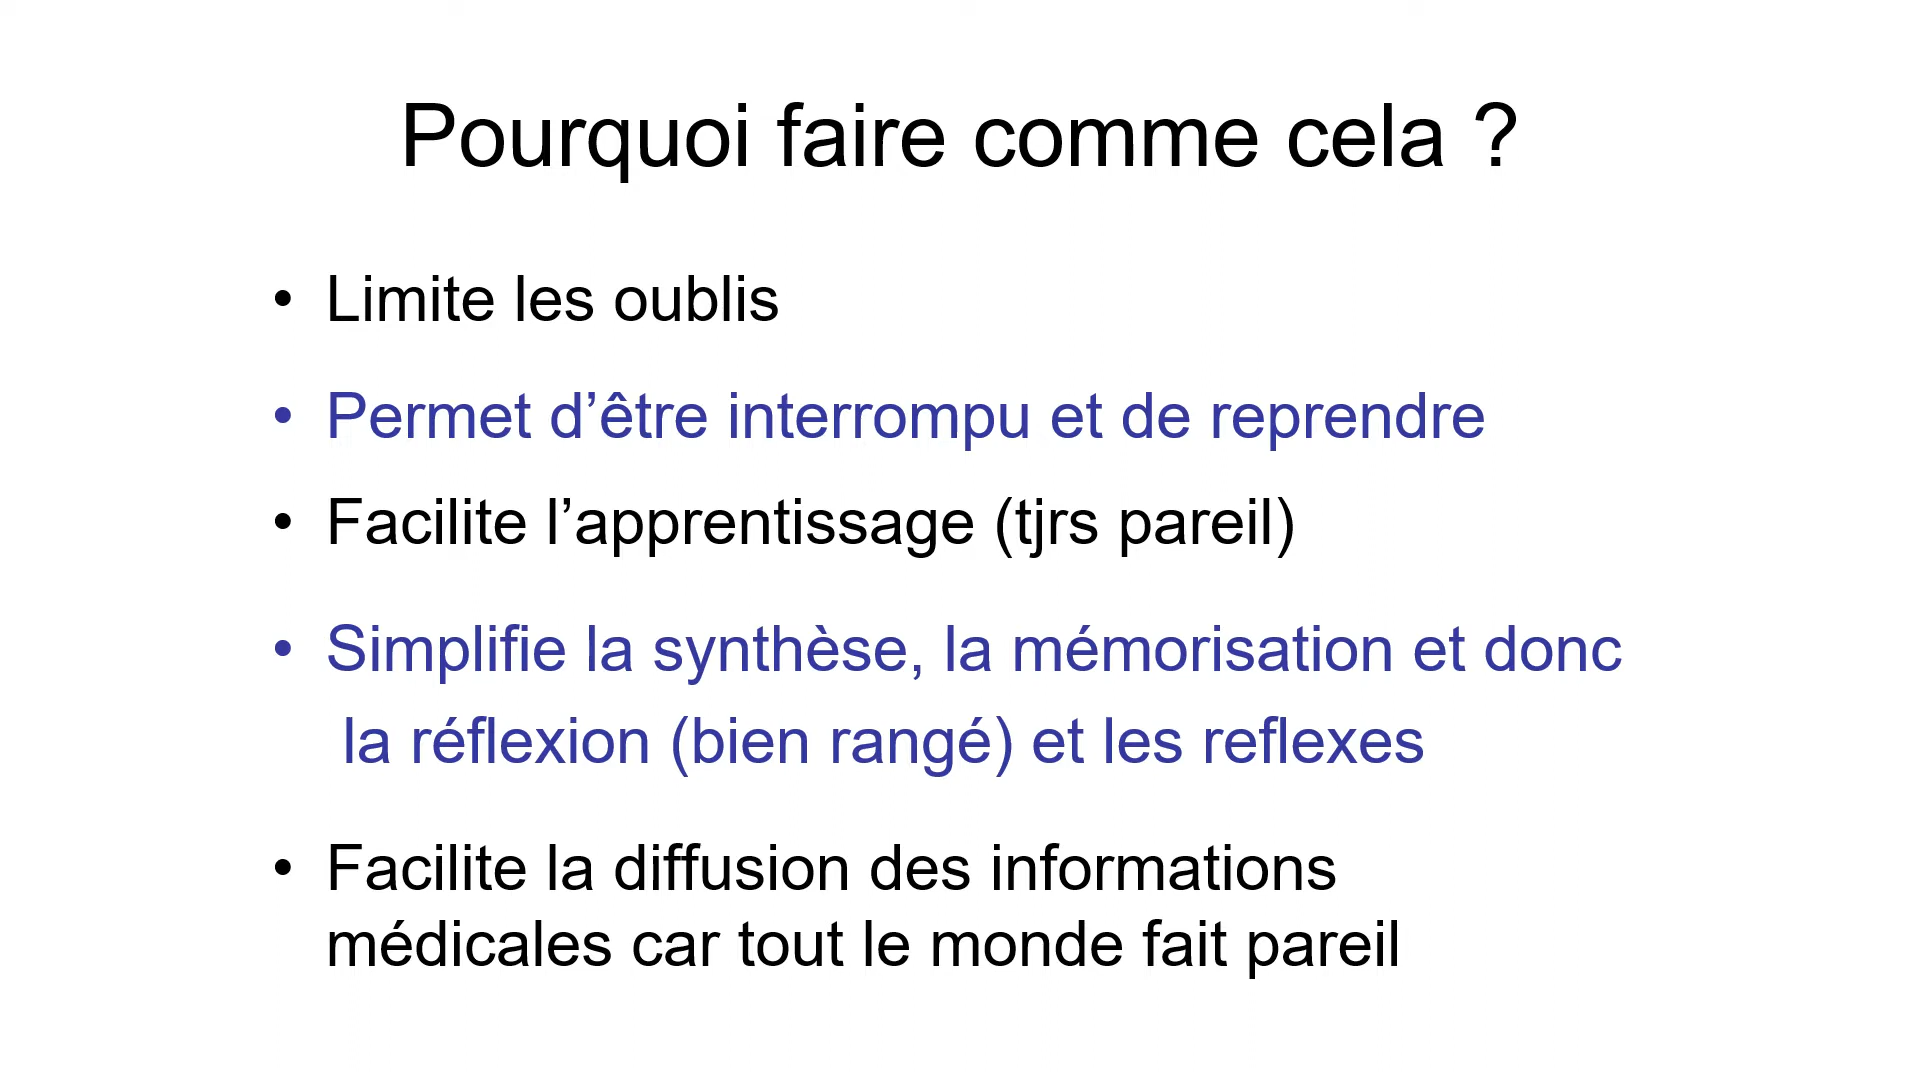 Pourquoi faire comme cela ?
• Limite les oublis
• Permet d’être interrompu et de reprendre
• Facilite l’apprentissage (tjrs pareil)
• Simplifie la synthèse, la mémorisation et donc
la réflexion (bien rangé) et les reflexes
• Facilite la diffusion des informations
médicales car tout le monde fait pareil